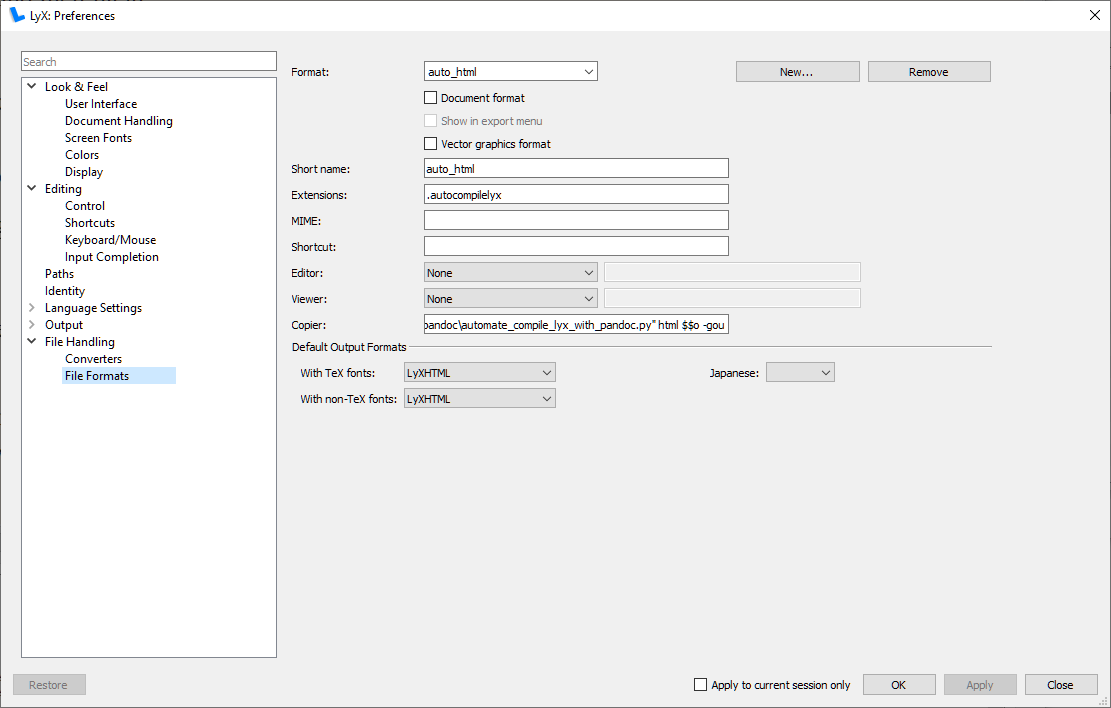 LyX: Preferences
Search
Look & Feel
User Interface
Document Handling
Screen Fonts
Colors
Display
Editing
Control
Shortcuts
Keyboard/Mouse
Input Completion
Paths
Identity
Language Settings
Output
File Handling
Converters
File Formats
Format: auto_html New... Remove
Document format
Show in export menu
Vector graphics format
Short name: auto_html
Extensions: .autocompilelyx
MIME:
Shortcut:
Editor: None
Viewer: None
Copier: pandoc\automate_compile_lyx_with_pandoc.py" html $$o -gou
Default Output Formats
With TeX fonts: LyXHTML Japanese:
With non-TeX fonts: LyXHTML
Restore Apply to current session only OK Apply Close